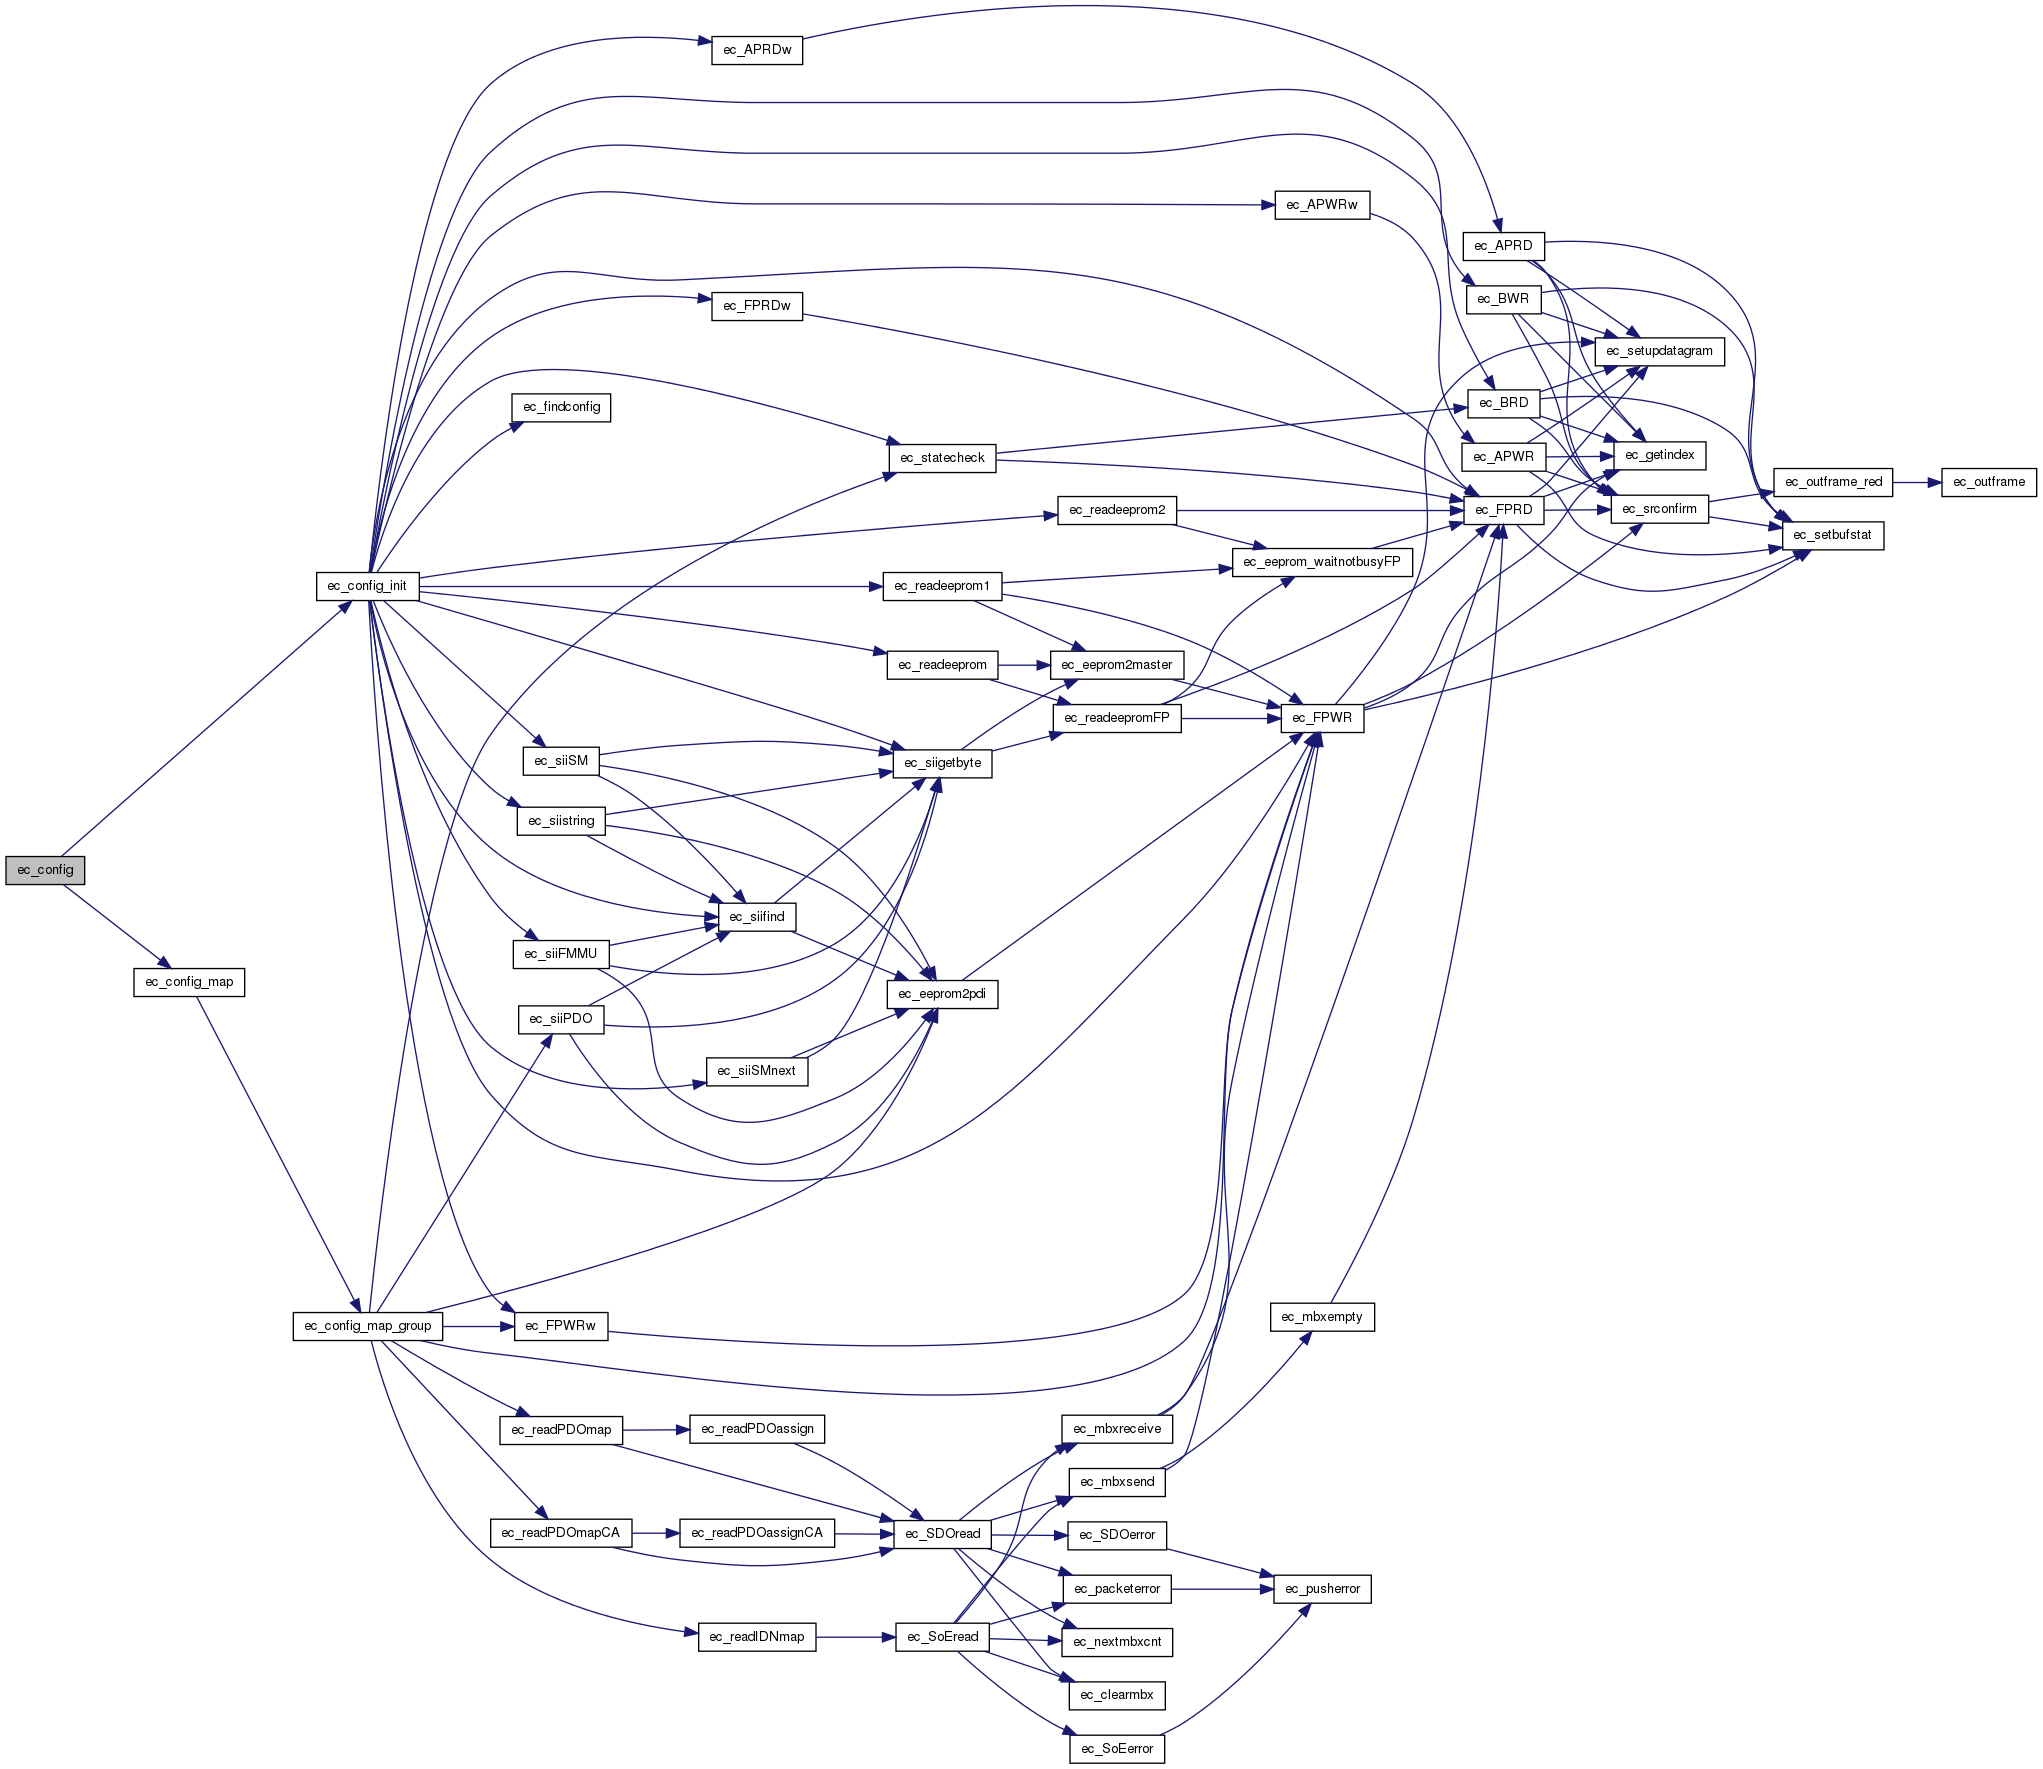 ec_config
ec_config_init
ec_config_map
ec_config_map_group
ec_APRDw
ec_APWRw
ec_FPRDw
ec_findconfig
ec_statecheck
ec_readeeprom2
ec_readeeprom1
ec_readeeprom
ec_eeprom_waitnotbusyFP
ec_eeprom2master
ec_readeepromFP
ec_siiSM
ec_siigetbyte
ec_siistring
ec_siifind
ec_siiFMMU
ec_eeprom2pdi
ec_siiPDO
ec_siiSMnext
ec_FPWRw
ec_FPWR
ec_APRD
ec_BWR
ec_setupdatagram
ec_BRD
ec_APWR
ec_getindex
ec_FPRD
ec_srconfirm
ec_outframe_red
ec_outframe
ec_setbufstat
ec_mbxempty
ec_readPDOmap
ec_readPDOassign
ec_mbxreceive
ec_mbxsend
ec_readPDOmapCA
ec_readPDOassignCA
ec_SDOread
ec_SDOerror
ec_packeterror
ec_pusherror
ec_readIDNmap
ec_SoEread
ec_nextmbxcnt
ec_clearmbx
ec_SoEerror